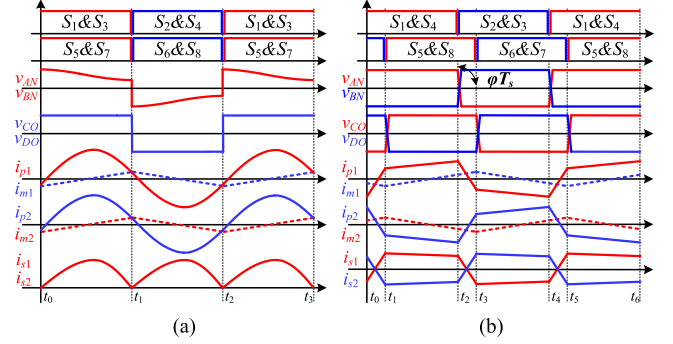 S1&S3 S2&S4 S1&S3
S5&S7 S6&S8 S5&S7
vAN
vBN
vCO
vDO
ip1
im1
ip2
im2
is1
is2
t0 t1 t2 t3
(a)
S1&S4 S2&S3 S1&S4
S5&S8 S6&S7 S5&S8
vAN
vBN
φTs
vCO
vDO
ip1
im1
ip2
im2
is1
is2
t0 t1 t2 t3 t4 t5 t6
(b)